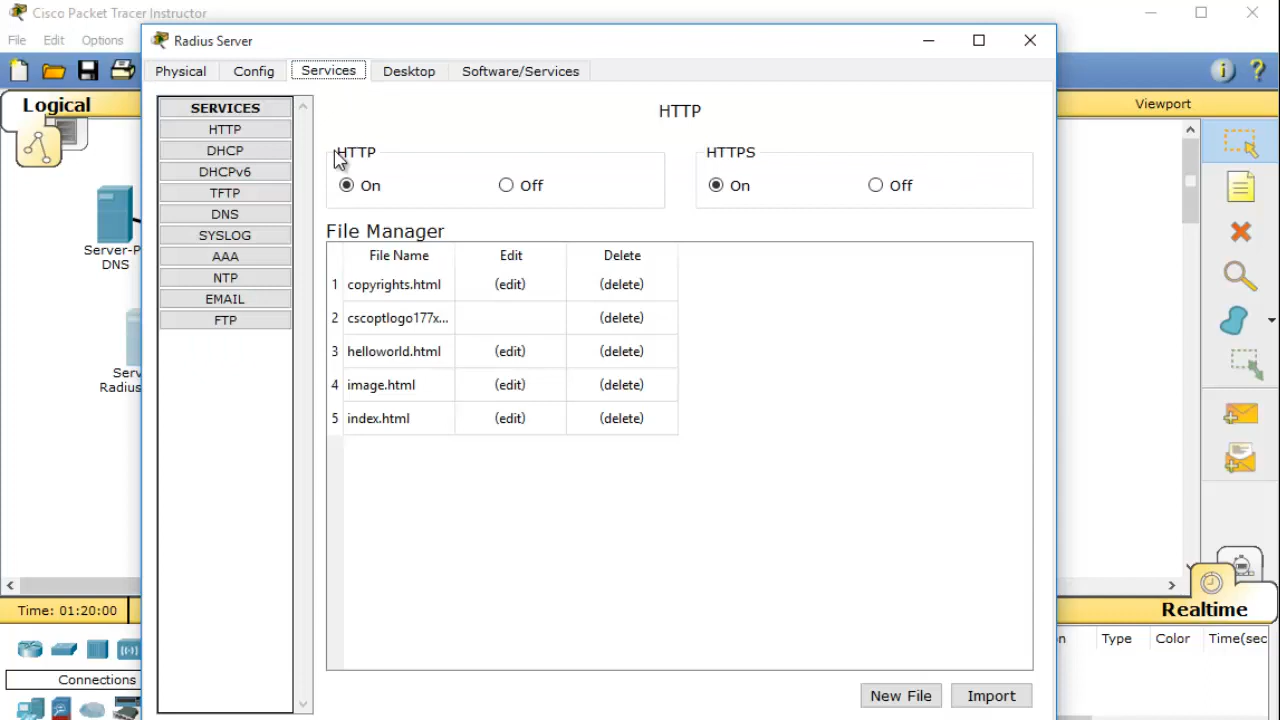 Cisco Packet Tracer Instructor
File Edit Options
Radius Server
Physical Config Services Desktop Software/Services
Logical
Viewport
SERVICES
HTTP
DHCP
DHCPv6
TFTP
DNS
SYSLOG
AAA
NTP
EMAIL
FTP
HTTP
HTTP
On Off
HTTPS
On Off
File Manager
File Name Edit Delete
1 copyrights.html (edit) (delete)
2 cscoptlogo177x... (delete)
3 helloworld.html (edit) (delete)
4 image.html (edit) (delete)
5 index.html (edit) (delete)
New File Import
Server-P
DNS
Serv
Radius
Time: 01:20:00
Realtime
Connections
n Type Color Time(sec